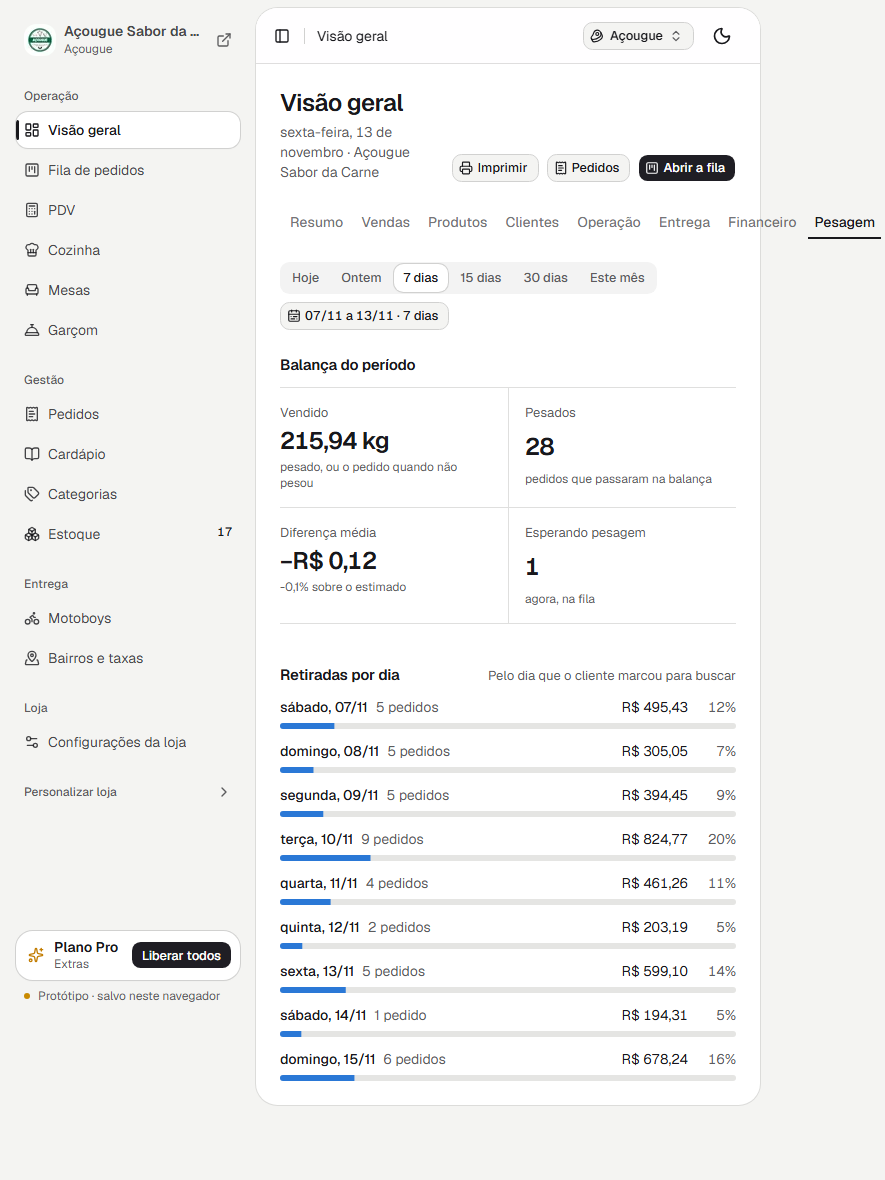 Açougue Sabor da ...
Açougue
Operação
Visão geral
Fila de pedidos
PDV
Cozinha
Mesas
Garçom
Gestão
Pedidos
Cardápio
Categorias
Estoque 17
Entrega
Motoboys
Bairros e taxas
Loja
Configurações da loja
Personalizar loja
Plano Pro
Extras
Liberar todos
Protótipo · salvo neste navegador
Visão geral
Açougue
Visão geral
sexta-feira, 13 de
novembro · Açougue
Sabor da Carne
Imprimir Pedidos Abrir a fila
Resumo Vendas Produtos Clientes Operação Entrega Financeiro Pesagem
Hoje Ontem 7 dias 15 dias 30 dias Este mês
07/11 a 13/11 · 7 dias
Balança do período
Vendido
215,94 kg
pesado, ou o pedido quando não
pesou
Pesados
28
pedidos que passaram na balança
Diferença média
−R$ 0,12
-0,1% sobre o estimado
Esperando pesagem
1
agora, na fila
Retiradas por dia Pelo dia que o cliente marcou para buscar
sábado, 07/11 5 pedidos R$ 495,43 12%
domingo, 08/11 5 pedidos R$ 305,05 7%
segunda, 09/11 5 pedidos R$ 394,45 9%
terça, 10/11 9 pedidos R$ 824,77 20%
quarta, 11/11 4 pedidos R$ 461,26 11%
quinta, 12/11 2 pedidos R$ 203,19 5%
sexta, 13/11 5 pedidos R$ 599,10 14%
sábado, 14/11 1 pedido R$ 194,31 5%
domingo, 15/11 6 pedidos R$ 678,24 16%